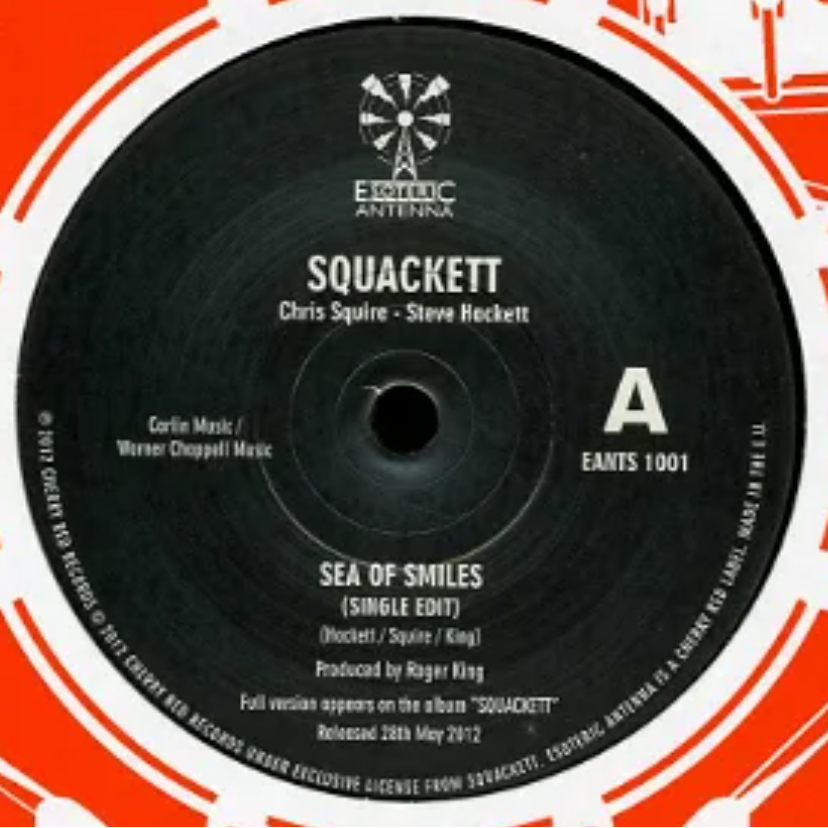 ESOTERIC
ANTENNA
SQUACKETT
Chris Squire - Steve Hackett
A
EANTS 1001
Carlin Music /
Warner Chappell Music
SEA OF SMILES
(SINGLE EDIT)
(Hackett / Squire / King)
Produced by Roger King
Full version appears on the album "SQUACKETT"
Released 28th May 2012
℗ 2012 CHERRY RED RECORDS © 2012 CHERRY RED RECORDS UNDER EXCLUSIVE LICENSE FROM SQUACKETT. ESOTERIC ANTENNA IS A CHERRY RED LABEL. MADE IN THE E.U.